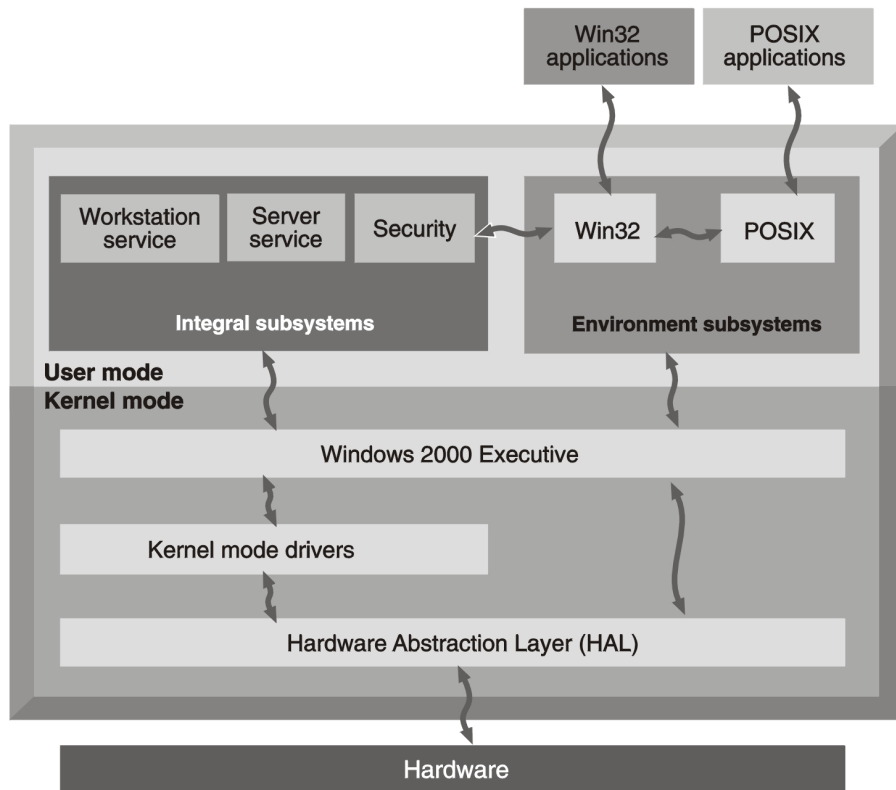 Win32
applications
POSIX
applications
Workstation
service
Server
service
Security
Win32
POSIX
Integral subsystems
Environment subsystems
User mode
Kernel mode
Windows 2000 Executive
Kernel mode drivers
Hardware Abstraction Layer (HAL)
Hardware